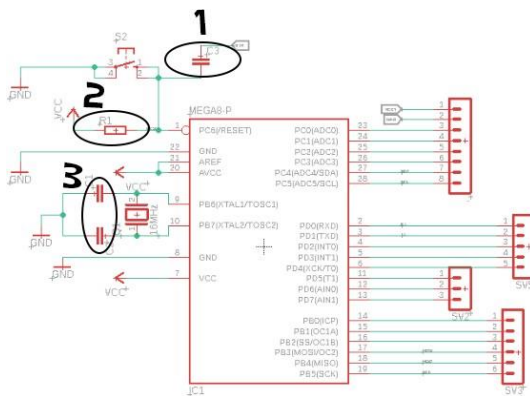 1
S2
C3
3
1
4
2
GND
VCC
2
R1
MEGA8-P
1
PC6(/RESET)
PC0(ADC0)
23
1
PC1(ADC1)
24
2
PC2(ADC2)
25
3
PC3(ADC3)
26
4
PC4(ADC4/SDA)
27
5
PC5(ADC5/SCL)
28
6
7
8
GND
22
GND
21
AREF
20
AVCC
3
VCC
9
PB6(XTAL1/TOSC1)
10
PB7(XTAL2/TOSC2)
16MHz
GND
8
GND
GND
7
VCC
VCC
PD0(RXD)
2
1
PD1(TXD)
3
2
PD2(INT0)
4
3
PD3(INT1)
5
4
PD4(XCK/T0)
6
5
PD5(T1)
11
1
PD6(AIN0)
12
2
PD7(AIN1)
13
3
SV2
PB0(ICP)
14
1
PB1(OC1A)
15
2
PB2(SS/OC1B)
16
3
PB3(MOSI/OC2)
17
4
PB4(MISO)
18
5
PB5(SCK)
19
6
IC1